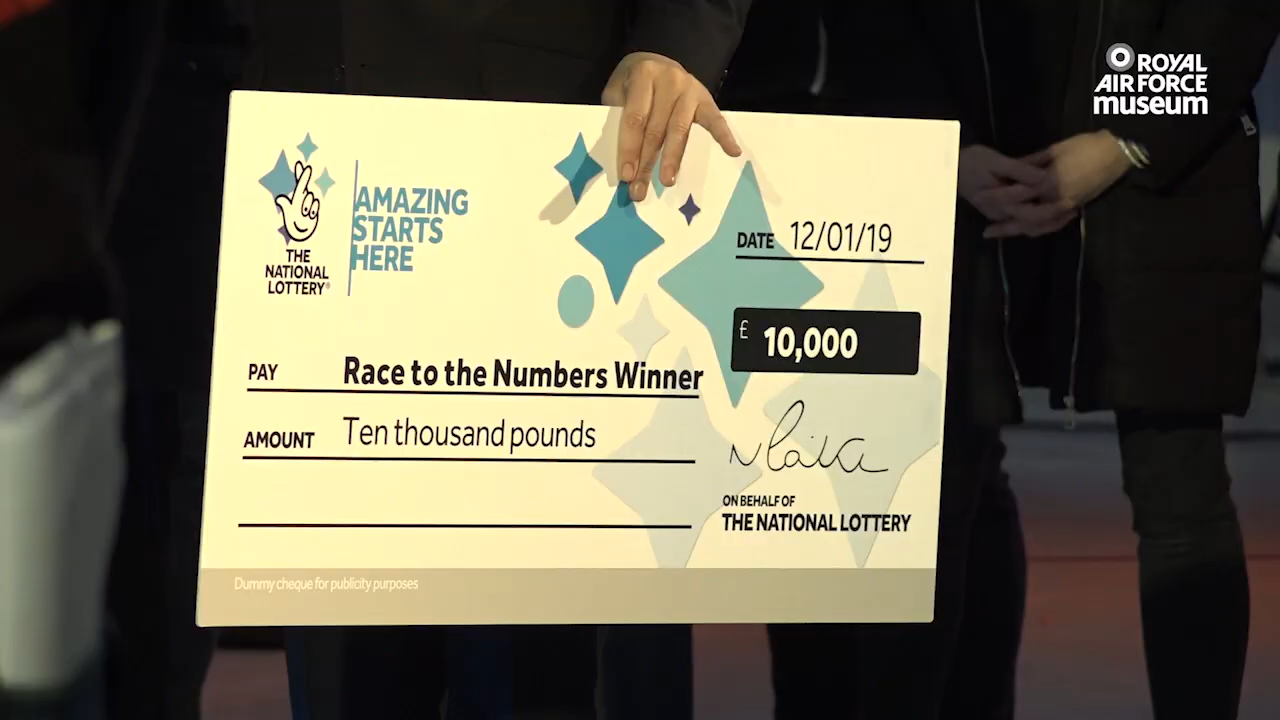 ROYAL
AIR FORCE
museum
THE
NATIONAL
LOTTERY®
AMAZING
STARTS
HERE
DATE 12/01/19
£ 10,000
PAY Race to the Numbers Winner
AMOUNT Ten thousand pounds
ON BEHALF OF
THE NATIONAL LOTTERY
Dummy cheque for publicity purposes